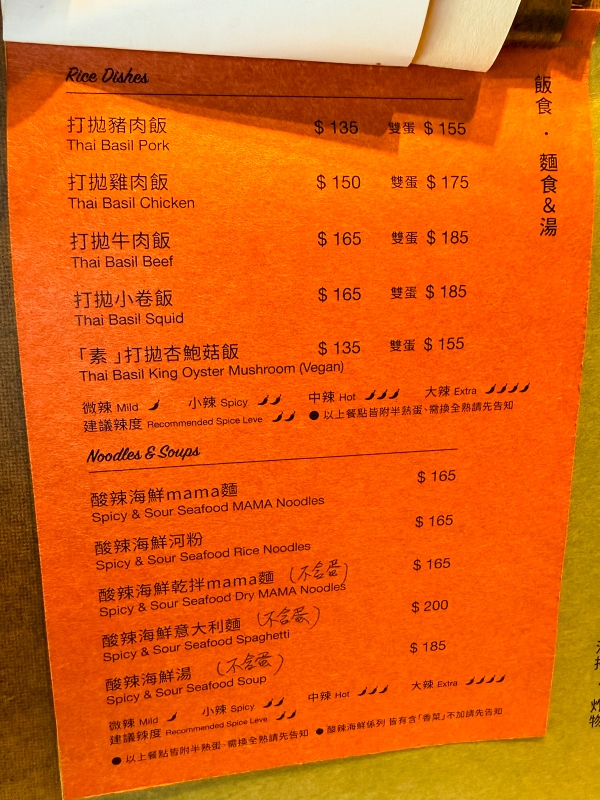 Rice Dishes
飯食・麵食&湯
打拋豬肉飯 $ 135 雙蛋 $ 155
Thai Basil Pork
打拋雞肉飯 $ 150 雙蛋 $ 175
Thai Basil Chicken
打拋牛肉飯 $ 165 雙蛋 $ 185
Thai Basil Beef
打拋小卷飯 $ 165 雙蛋 $ 185
Thai Basil Squid
「素」打拋杏鮑菇飯 $ 135 雙蛋 $ 155
Thai Basil King Oyster Mushroom (Vegan)
微辣 Mild 小辣 Spicy 中辣 Hot 大辣 Extra
建議辣度 Recommended Spice Leve ●以上餐點皆附半熟蛋、需換全熟請先告知
Noodles & Soups
酸辣海鮮mama麵 $ 165
Spicy & Sour Seafood MAMA Noodles
酸辣海鮮河粉 $ 165
Spicy & Sour Seafood Rice Noodles
酸辣海鮮乾拌mama麵 (不含蛋) $ 165
Spicy & Sour Seafood Dry MAMA Noodles
酸辣海鮮意大利麵 (不含蛋) $ 200
Spicy & Sour Seafood Spaghetti
酸辣海鮮湯 (不含蛋) $ 185
Spicy & Sour Seafood Soup
微辣 Mild 小辣 Spicy 中辣 Hot 大辣 Extra
建議辣度 Recommended Spice Leve
●以上餐點皆附半熟蛋、需換全熟請先告知 ●酸辣海鮮係列 皆有含「香菜」不加請先告知
炸物